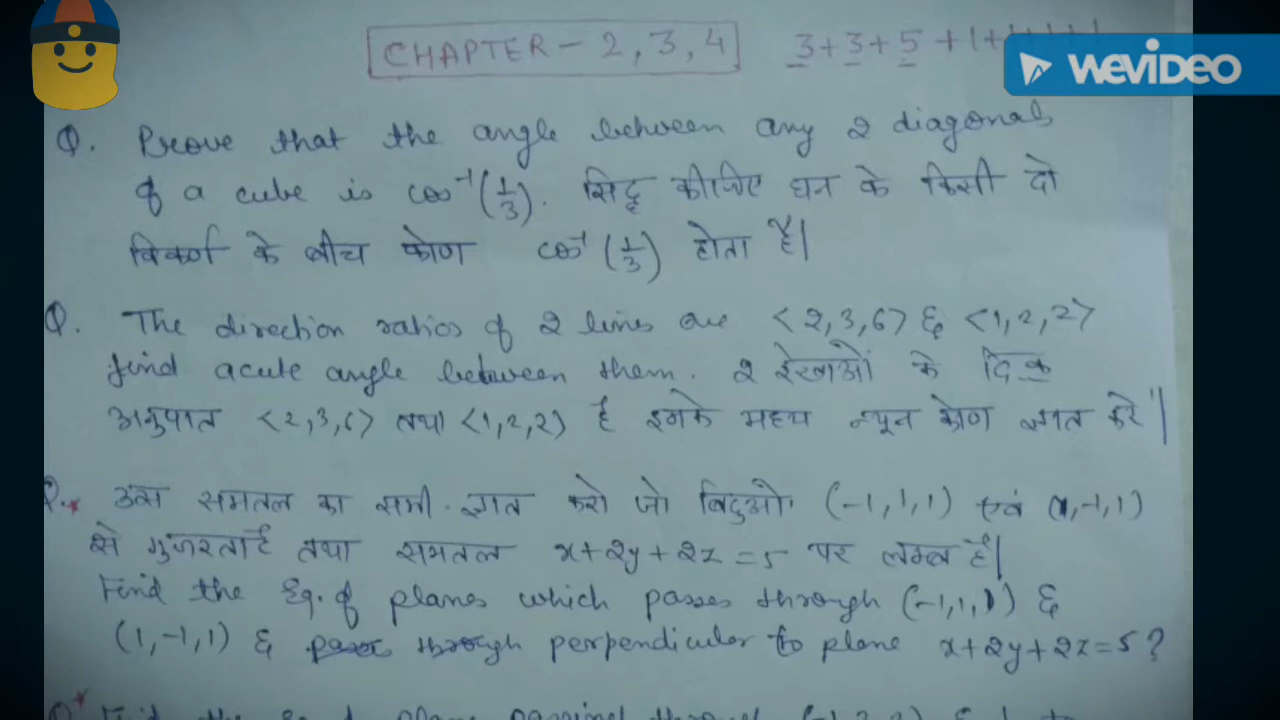 CHAPTER - 2, 3, 4 3+3+5+1+
WEVIDEO
Q. Prove that the angle between any 2 diagonals
of a cube is cos⁻¹(1/3). सिद्ध कीजिए घन के किसी दो
विकर्ण के बीच कोण cos⁻¹(1/3) होता है|
Q. The direction ratios of 2 lines are <2,3,6> & <1,2,2>
find acute angle between them. 2 रेखाओं के दिक
अनुपात <2,3,6> तथा <1,2,2> है इनके मध्य न्यून कोण ज्ञात करे|
Q.* उस समतल का समी. ज्ञात करो जो बिंदुओ (-1,1,1) एवं (1,-1,1)
से गुजरता है तथा समतल x+2y+2z=5 पर लम्ब है|
Find the Eq. of planes which passes through (-1,1,1) &
(1,-1,1) & through perpendicular to plane x+2y+2z=5?